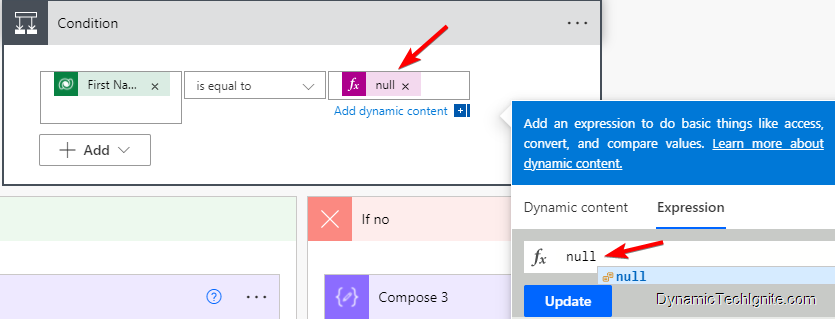 Condition
...
First Na... ×
is equal to
fx null ×
Add dynamic content
+ Add
If no
? ...
Compose 3
Add an expression to do basic things like access,
convert, and compare values. Learn more about
dynamic content.
Dynamic content Expression
fx null
null
Update
DynamicTechIgnite.com